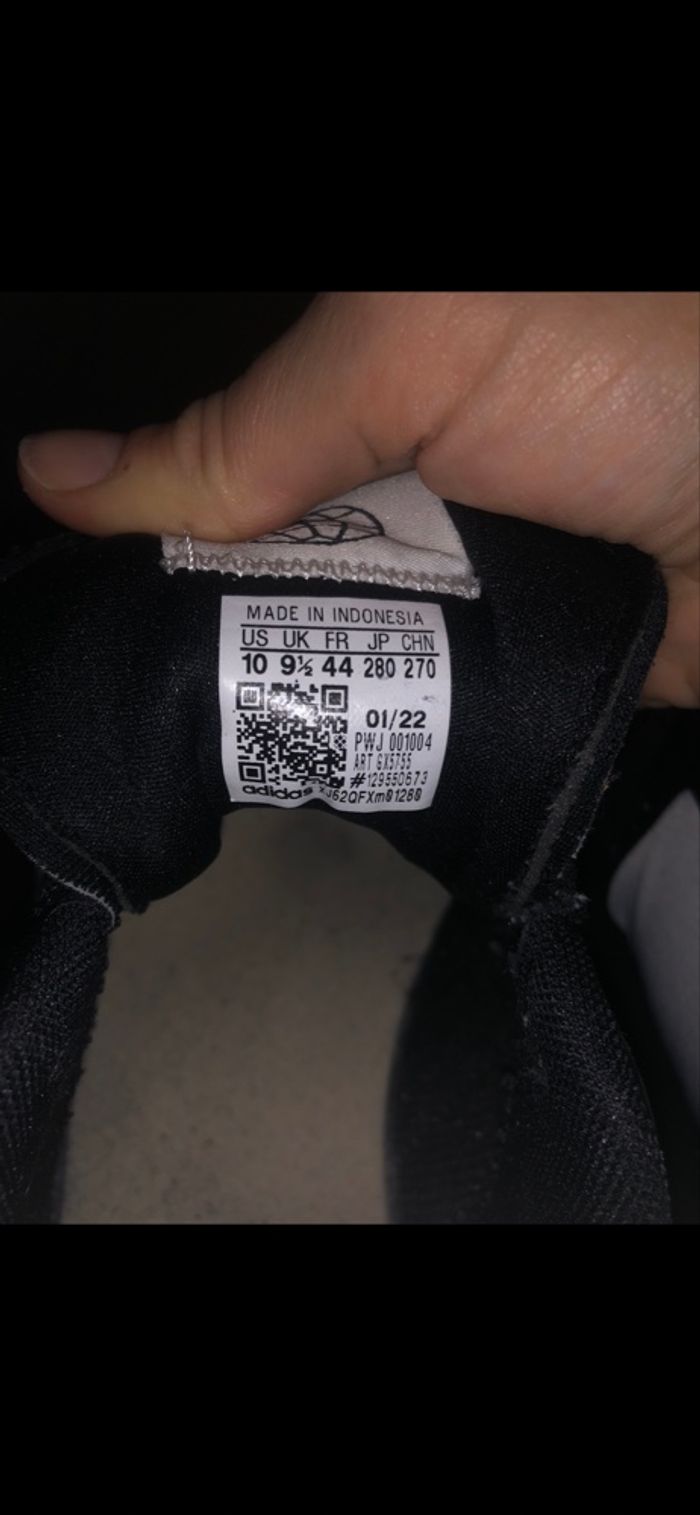 MADE IN INDONESIA
US UK FR JP CHN
10 9½ 44 280 270
01/22
PWJ 001004
ART GX5755
#129550673
adidas XJ62QFXm01280